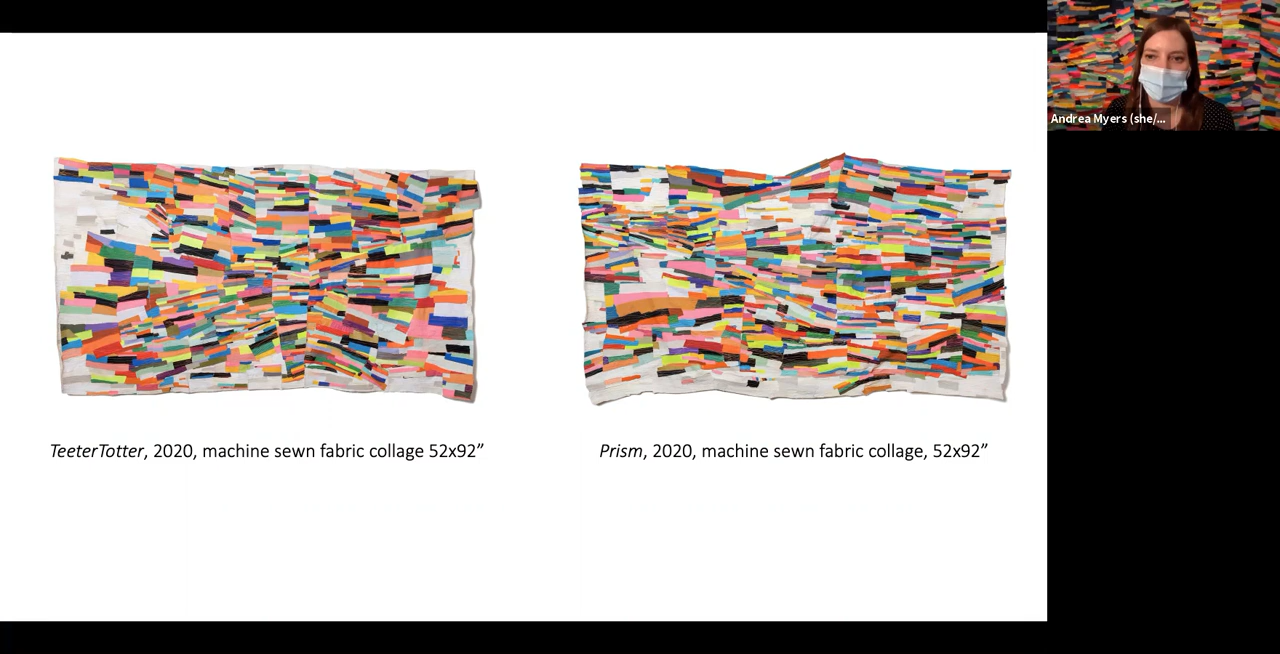 Andrea Myers (she/...
TeeterTotter, 2020, machine sewn fabric collage 52x92”
Prism, 2020, machine sewn fabric collage, 52x92”